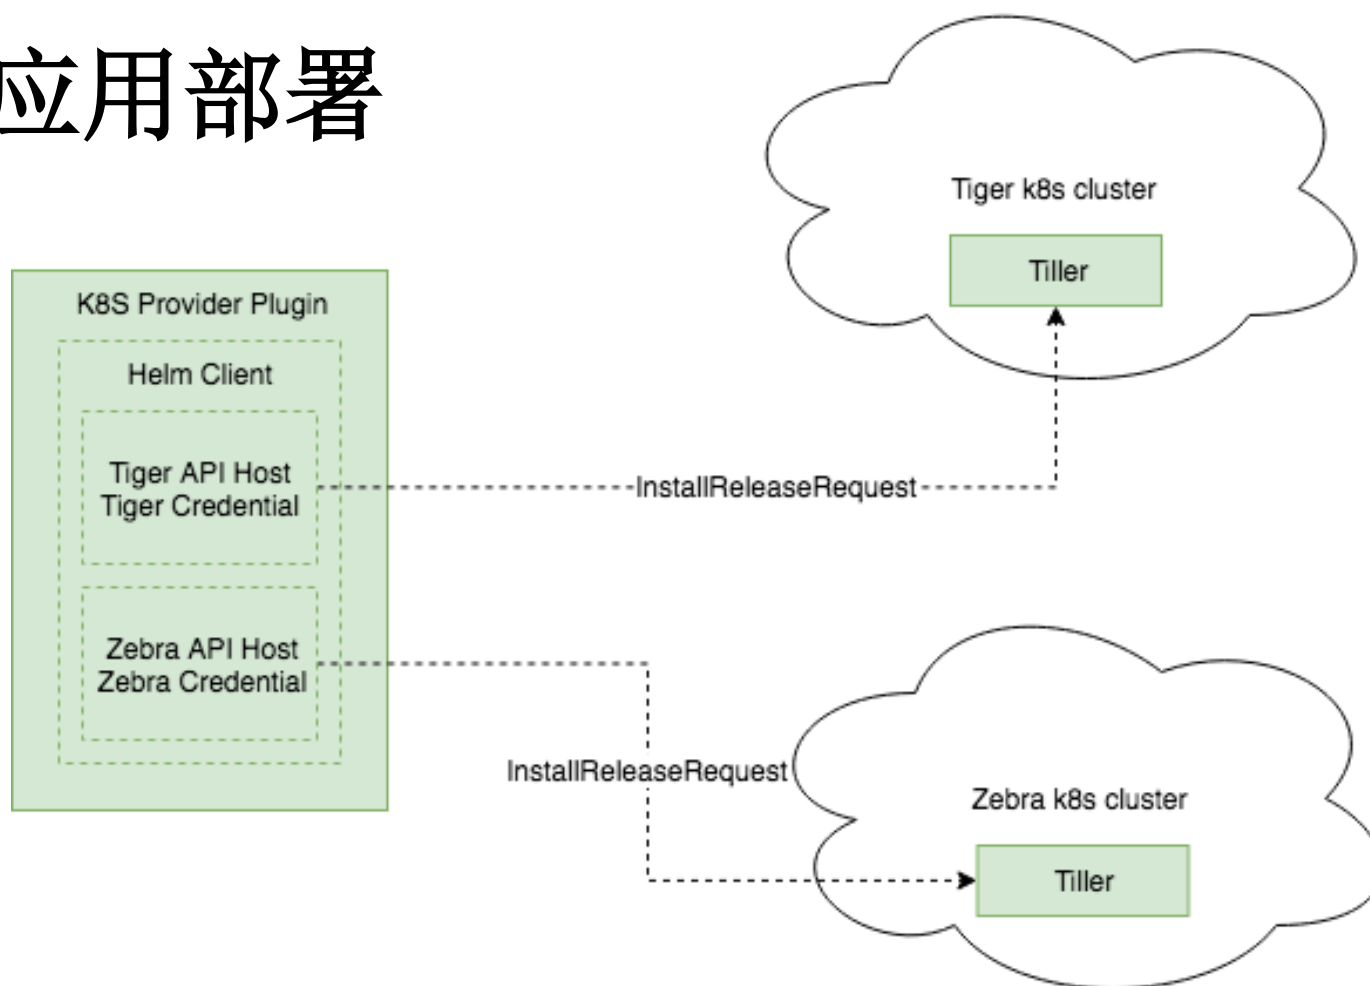 应用部署
K8S Provider Plugin
Helm Client
Tiger API Host
Tiger Credential
Zebra API Host
Zebra Credential
InstallReleaseRequest
InstallReleaseRequest
Tiger k8s cluster
Tiller
Zebra k8s cluster
Tiller